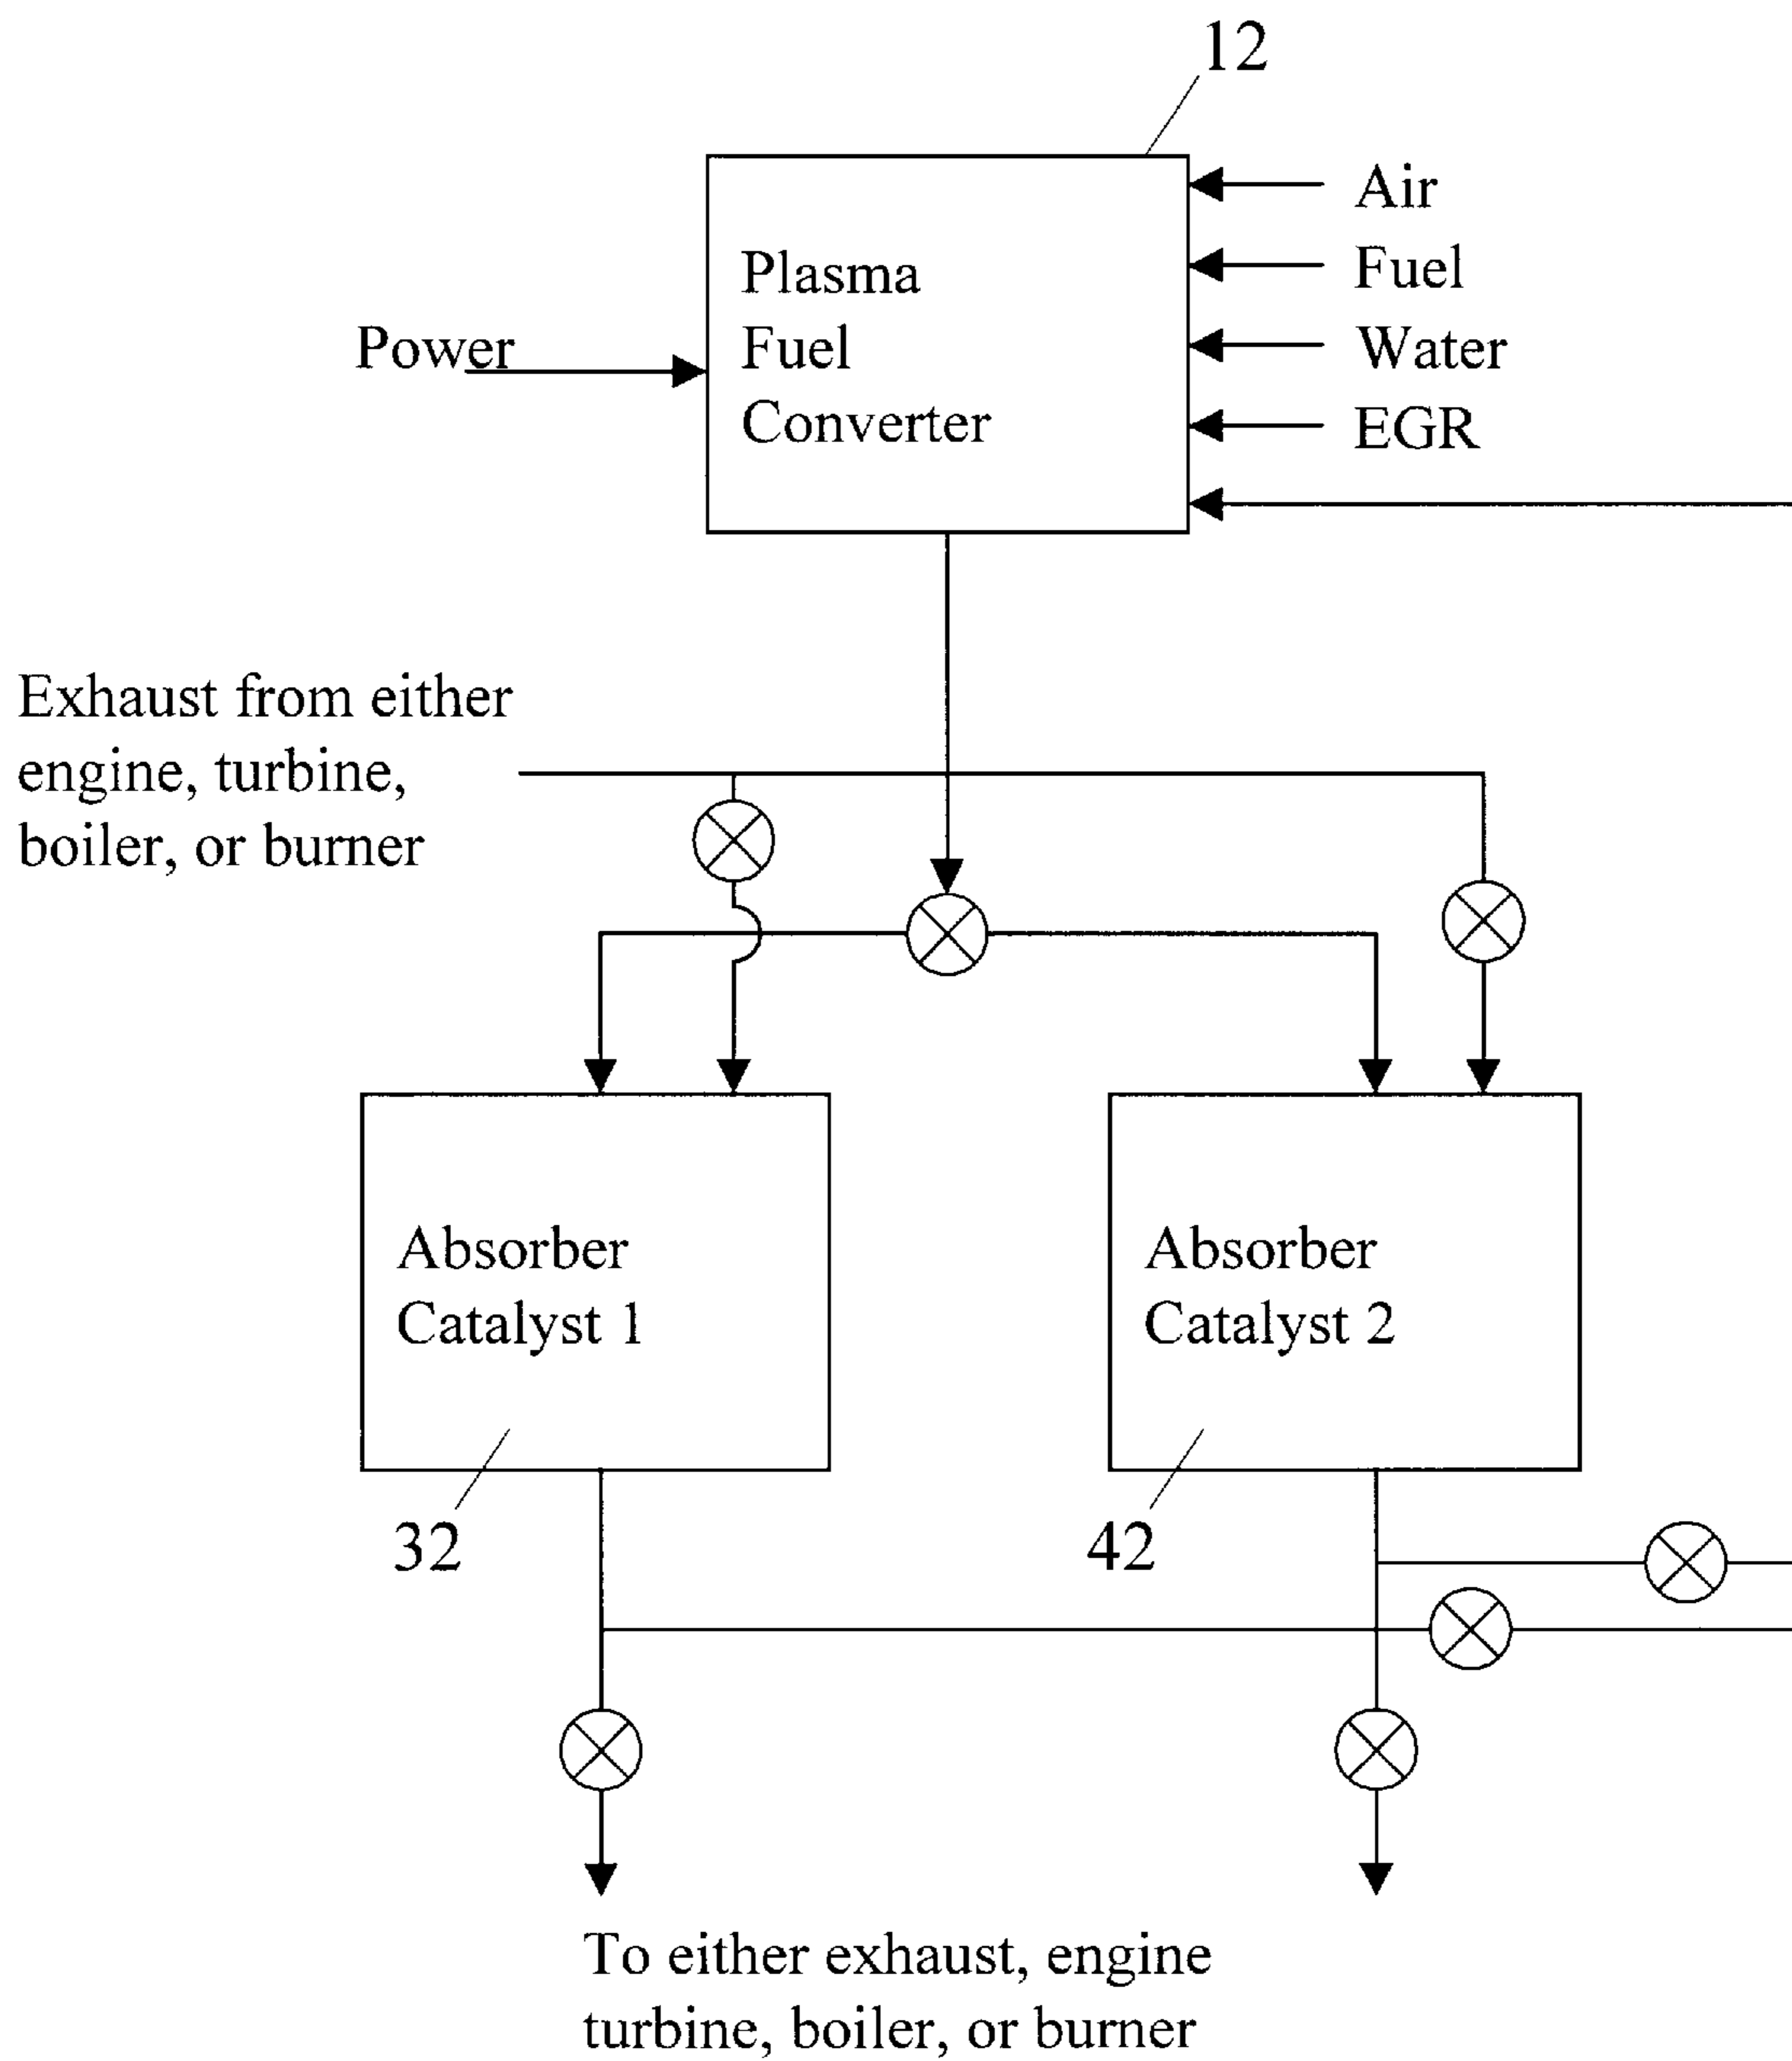 12
Air
Fuel
Water
EGR
Power
Plasma
Fuel
Converter
Exhaust from either
engine, turbine,
boiler, or burner
Absorber
Catalyst 1
Absorber
Catalyst 2
32
42
To either exhaust, engine
turbine, boiler, or burner